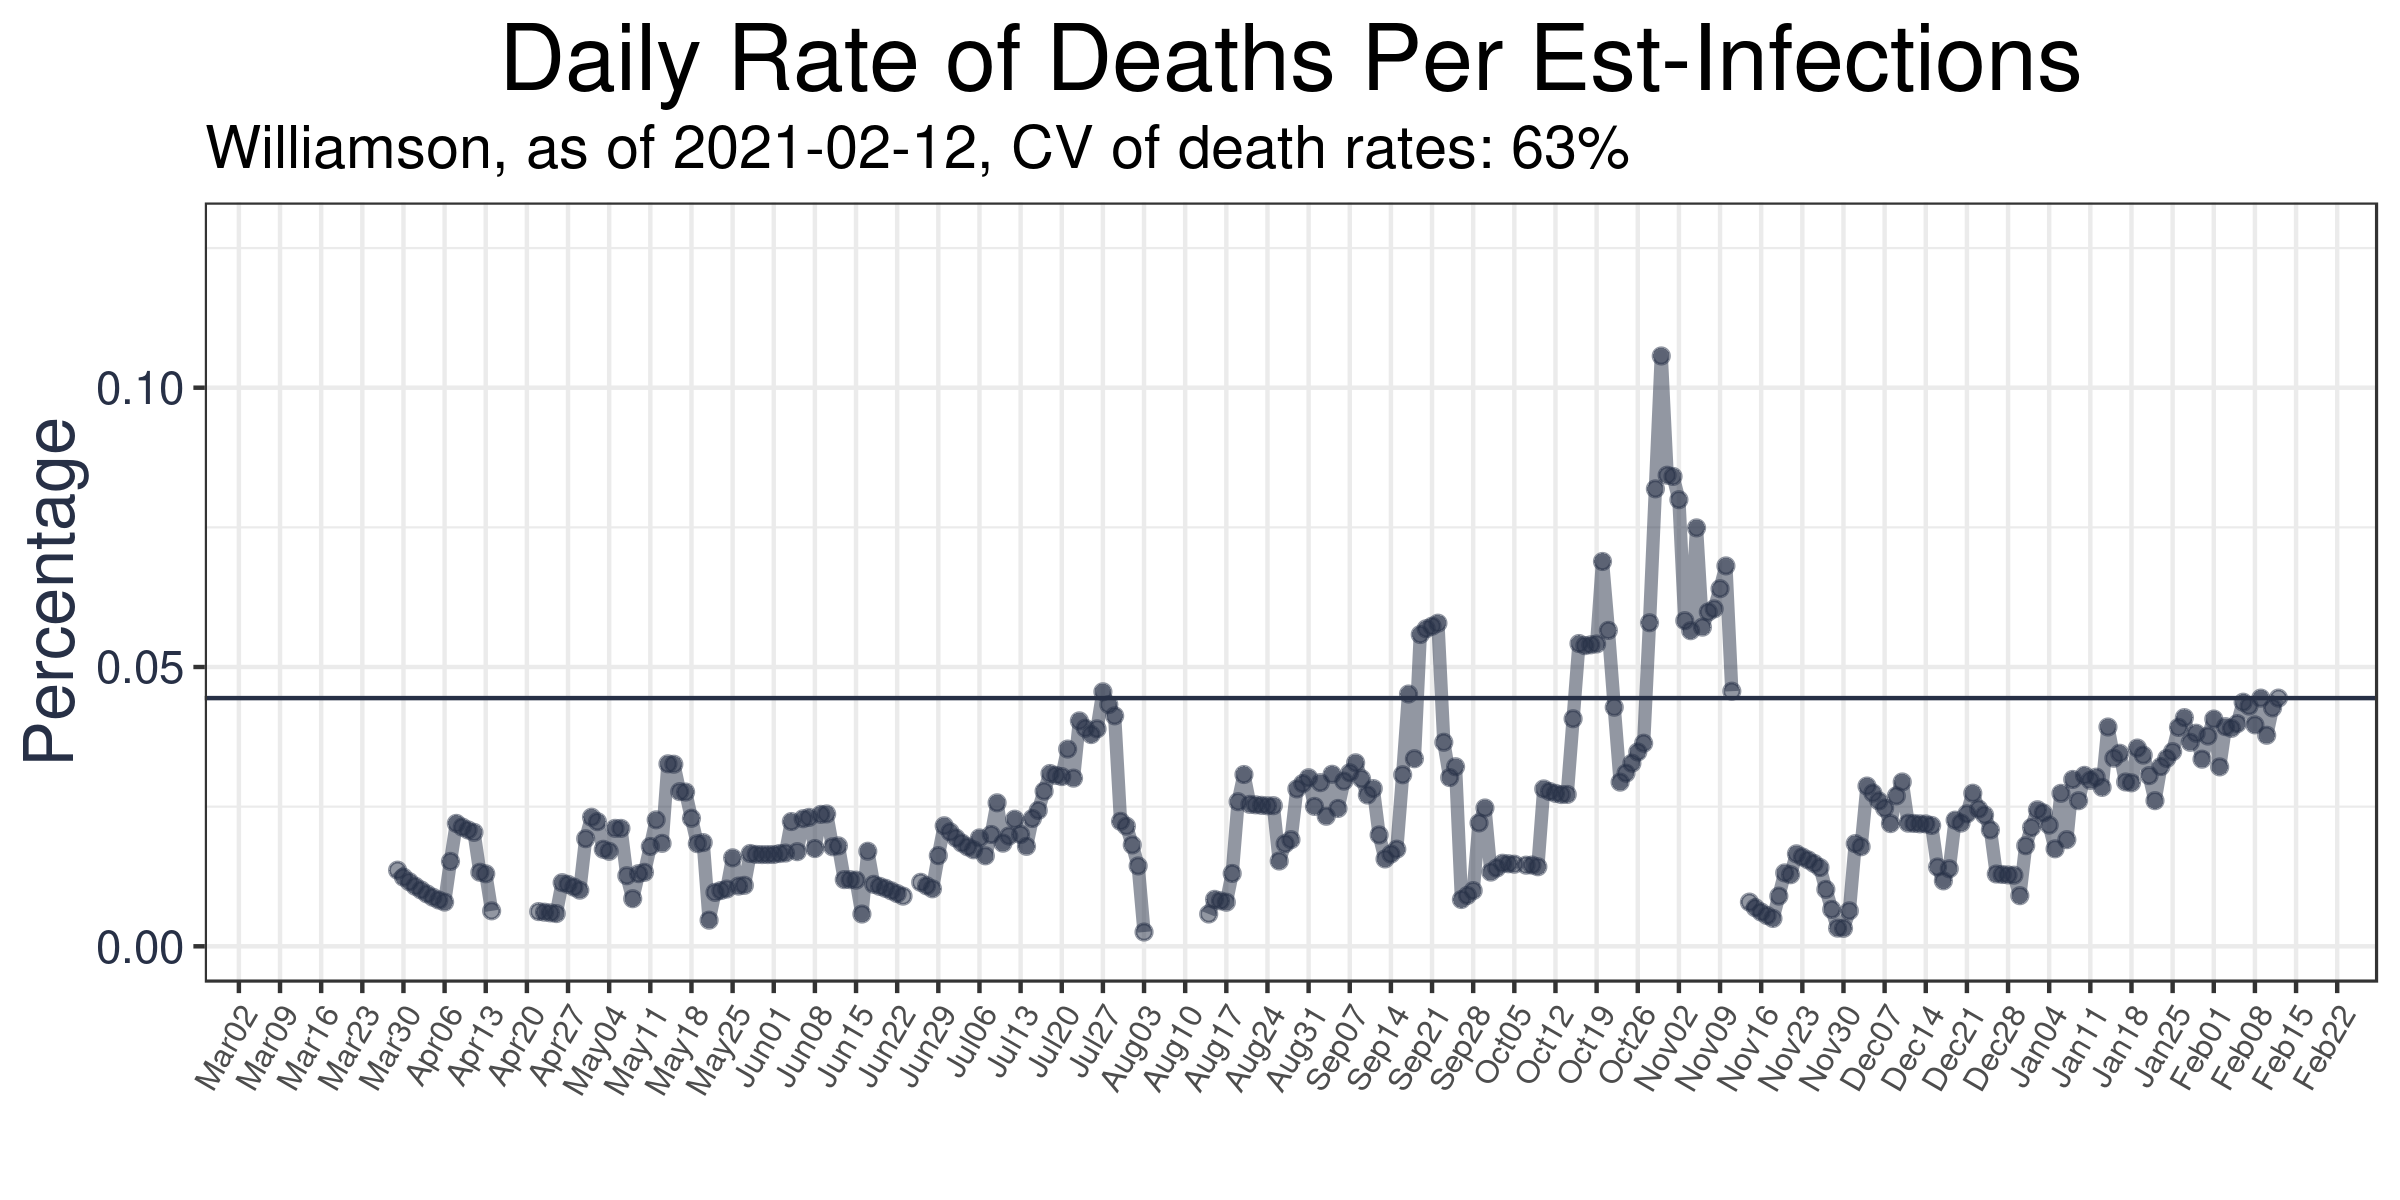 Daily Rate of Deaths Per Est-Infections
Williamson, as of 2021-02-12, CV of death rates: 63%
Percentage
0.10
0.05
0.00
Mar02
Mar09
Mar16
Mar23
Mar30
Apr06
Apr13
Apr20
Apr27
May04
May11
May18
May25
Jun01
Jun08
Jun15
Jun22
Jun29
Jul06
Jul13
Jul20
Jul27
Aug03
Aug10
Aug17
Aug24
Aug31
Sep07
Sep14
Sep21
Sep28
Oct05
Oct12
Oct19
Oct26
Nov02
Nov09
Nov16
Nov23
Nov30
Dec07
Dec14
Dec21
Dec28
Jan04
Jan11
Jan18
Jan25
Feb01
Feb08
Feb15
Feb22